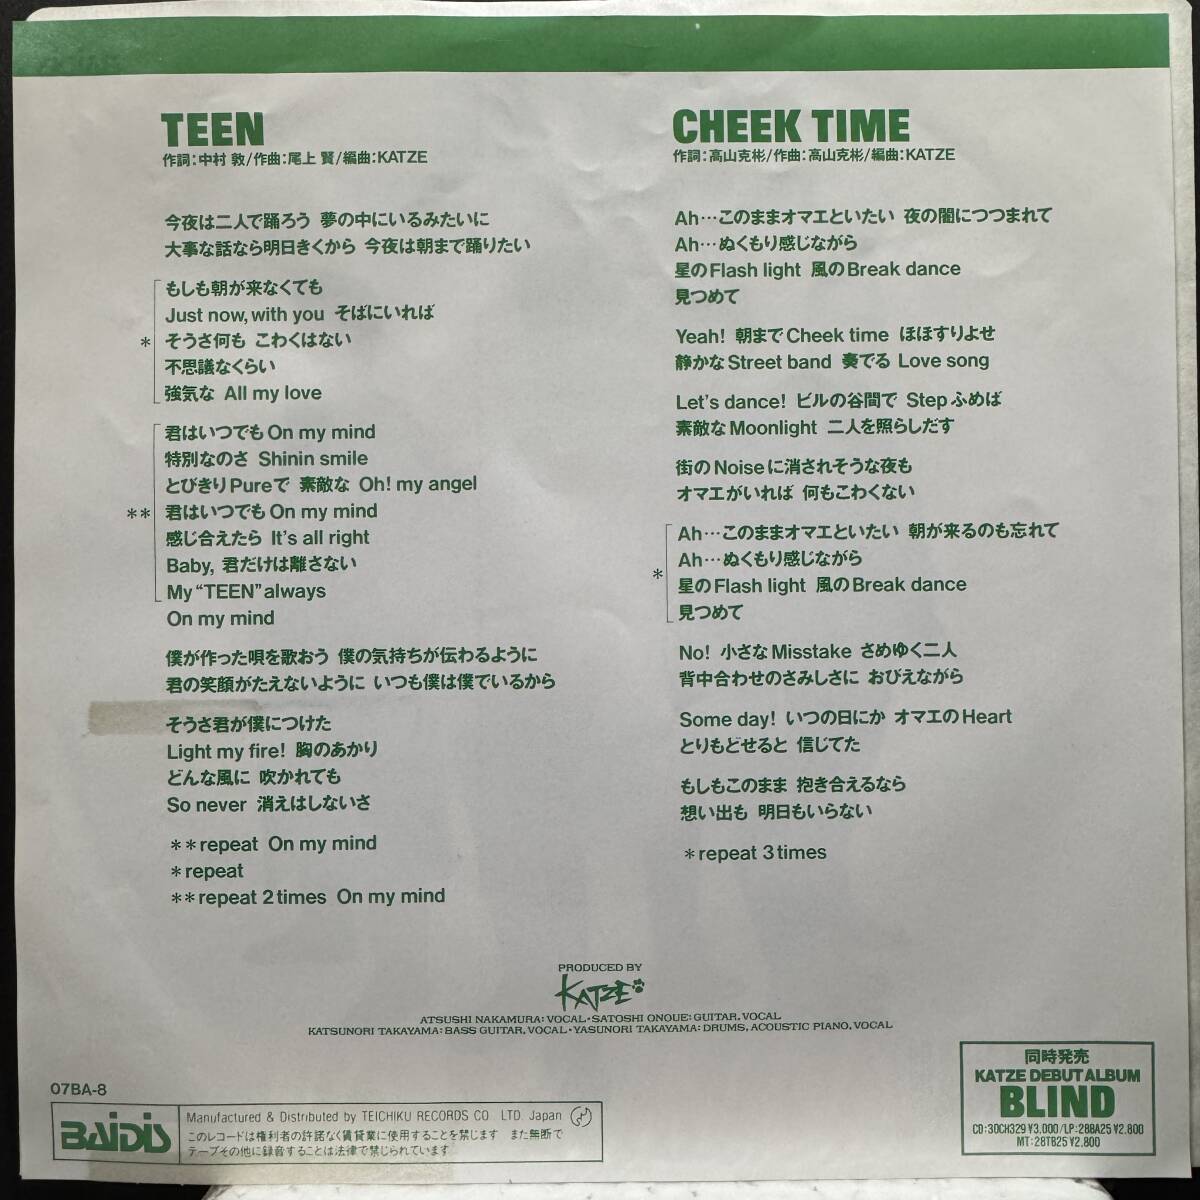 TEEN
作詞:中村 敦/作曲:尾上 賢/編曲:KATZE
今夜は二人で踊ろう 夢の中にいるみたいに
大事な話なら明日きくから 今夜は朝まで踊りたい
もしも朝が来なくても
Just now, with you そばにいれば
*そうさ何も こわくはない
不思議なくらい
強気な All my love
君はいつでも On my mind
特別なのさ Shinin smile
とびきりPureで 素敵な Oh! my angel
**君はいつでも On my mind
感じ合えたら It's all right
Baby, 君だけは離さない
My “TEEN” always
On my mind
僕が作った唄を歌おう 僕の気持ちが伝わるように
君の笑顔がたえないように いつも僕は僕でいるから
そうさ君が僕につけた
Light my fire! 胸のあかり
どんな風に 吹かれても
So never 消えはしないさ
**repeat On my mind
*repeat
**repeat 2times On my mind
CHEEK TIME
作詞:高山克彬/作曲:高山克彬/編曲:KATZE
Ah…このままオマエといたい 夜の闇につつまれて
Ah…ぬくもり感じながら
星のFlash light 風のBreak dance
見つめて
Yeah! 朝までCheek time ほほすりよせ
静かなStreet band 奏でる Love song
Let's dance! ビルの谷間で Stepふめば
素敵なMoonlight 二人を照らしだす
街のNoiseに消されそうな夜も
オマエがいれば 何もこわくない
Ah…このままオマエといたい 朝が来るのも忘れて
Ah…ぬくもり感じながら
*星のFlash light 風のBreak dance
見つめて
No! 小さなMisstake さめゆく二人
背中合わせのさみしさに おびえながら
Some day! いつの日にか オマエのHeart
とりもどせると 信じてた
もしもこのまま 抱き合えるなら
想い出も 明日もいらない
*repeat 3times
PRODUCED BY
KATZE
ATSUSHI NAKAMURA: VOCAL・SATOSHI ONOUE: GUITAR, VOCAL
KATSUNORI TAKAYAMA: BASS GUITAR, VOCAL・YASUNORI TAKAYAMA: DRUMS, ACOUSTIC PIANO, VOCAL
07BA-8
BAiDiS
Manufactured & Distributed by TEICHIKU RECORDS CO. LTD. Japan
このレコードは権利者の許諾なく賃貸業に使用することを禁じます また無断で
テープその他に録音することは法律で禁じられています
同時発売
KATZE DEBUT ALBUM
BLIND
CD:30CH329 ¥3.000/LP:28BA25 ¥2.800
MT:28TB25 ¥2.800